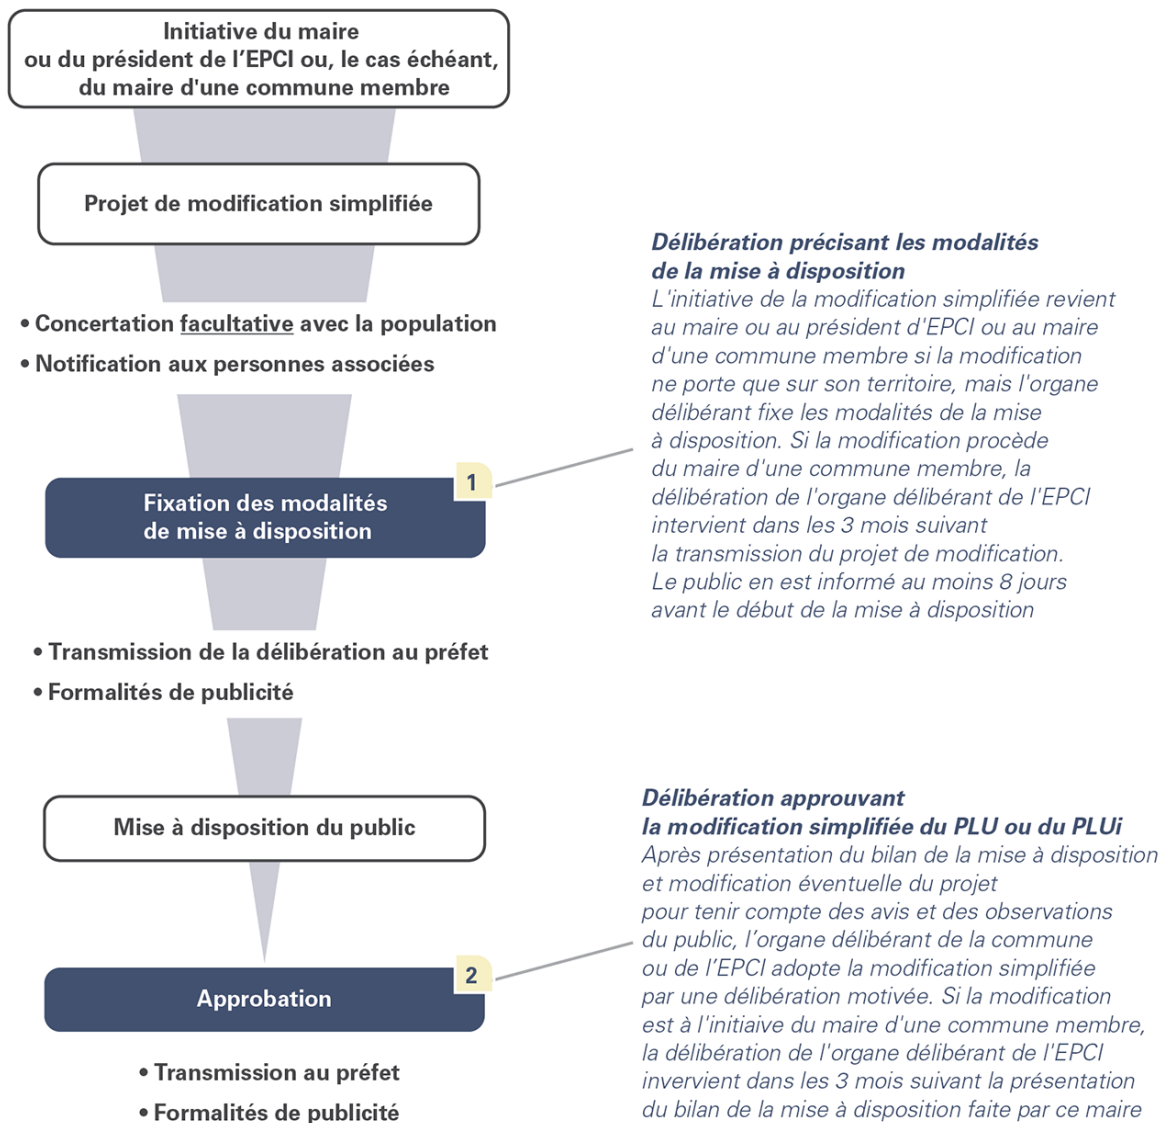 Initiative du maire
ou du président de l’EPCI ou, le cas échéant,
du maire d'une commune membre
Projet de modification simplifiée
• Concertation facultative avec la population
• Notification aux personnes associées
1
Fixation des modalités
de mise à disposition
Délibération précisant les modalités
de la mise à disposition
L'initiative de la modification simplifiée revient
au maire ou au président d'EPCI ou au maire
d'une commune membre si la modification
ne porte que sur son territoire, mais l'organe
délibérant fixe les modalités de la mise
à disposition. Si la modification procède
du maire d'une commune membre, la
délibération de l'organe délibérant de l'EPCI
intervient dans les 3 mois suivant
la transmission du projet de modification.
Le public en est informé au moins 8 jours
avant le début de la mise à disposition
• Transmission de la délibération au préfet
• Formalités de publicité
Mise à disposition du public
2
Approbation
Délibération approuvant
la modification simplifiée du PLU ou du PLUi
Après présentation du bilan de la mise à disposition
et modification éventuelle du projet
pour tenir compte des avis et des observations
du public, l’organe délibérant de la commune
ou de l’EPCI adopte la modification simplifiée
par une délibération motivée. Si la modification
est à l'initiaive du maire d'une commune membre,
la délibération de l'organe délibérant de l'EPCI
invervient dans les 3 mois suivant la présentation
du bilan de la mise à disposition faite par ce maire
• Transmission au préfet
• Formalités de publicité